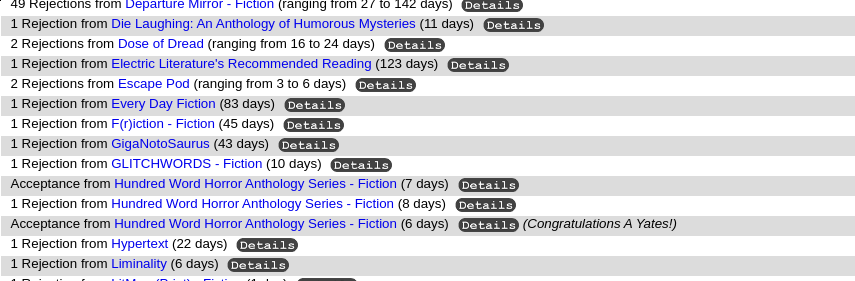 49 Rejections from Departure Mirror - Fiction (ranging from 27 to 142 days) Details
1 Rejection from Die Laughing: An Anthology of Humorous Mysteries (11 days) Details
2 Rejections from Dose of Dread (ranging from 16 to 24 days) Details
1 Rejection from Electric Literature's Recommended Reading (123 days) Details
2 Rejections from Escape Pod (ranging from 3 to 6 days) Details
1 Rejection from Every Day Fiction (83 days) Details
1 Rejection from F(r)iction - Fiction (45 days) Details
1 Rejection from GigaNotoSaurus (43 days) Details
1 Rejection from GLITCHWORDS - Fiction (10 days) Details
Acceptance from Hundred Word Horror Anthology Series - Fiction (7 days) Details
1 Rejection from Hundred Word Horror Anthology Series - Fiction (8 days) Details
Acceptance from Hundred Word Horror Anthology Series - Fiction (6 days) Details (Congratulations A Yates!)
1 Rejection from Hypertext (22 days) Details
1 Rejection from Liminality (6 days) Details